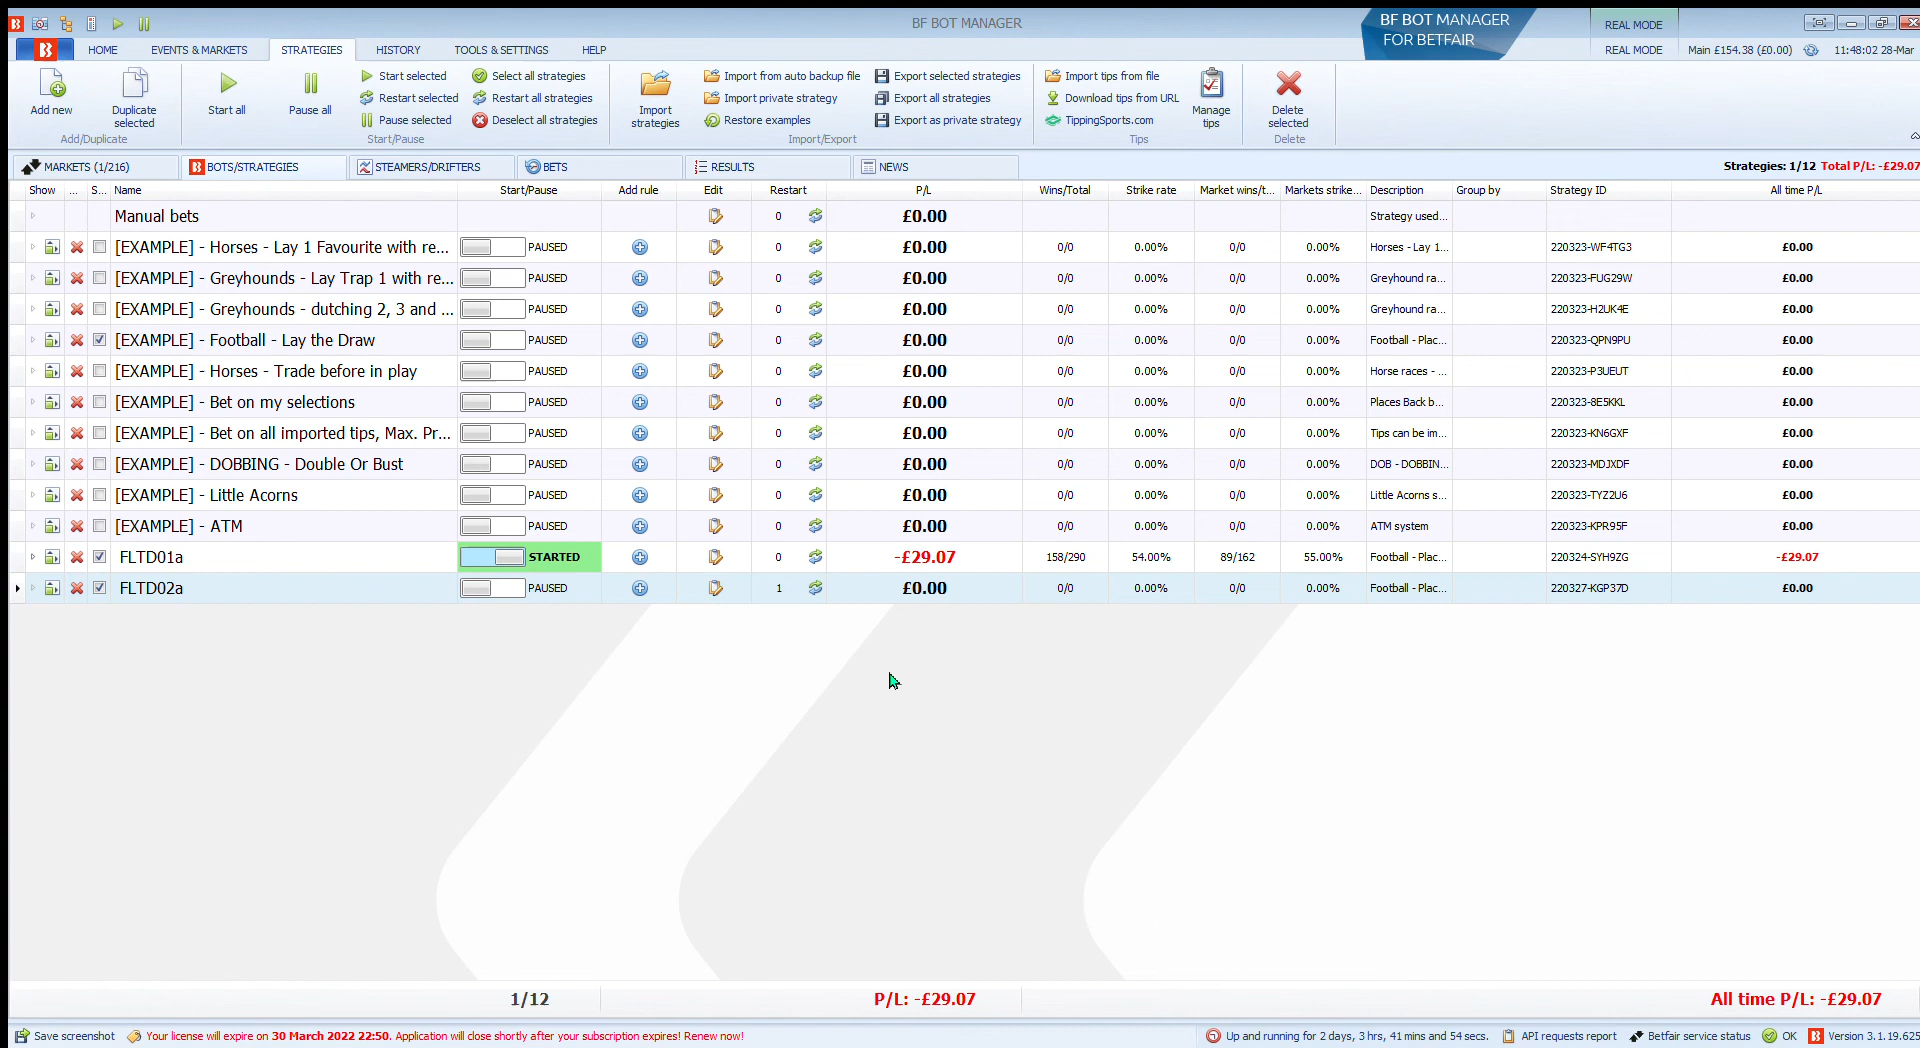 BF BOT MANAGER
BF BOT MANAGER
FOR BETFAIR
REAL MODE
HOME EVENTS & MARKETS STRATEGIES HISTORY TOOLS & SETTINGS HELP
REAL MODE Main £154.38 (£0.00) 11:48:02 28-Mar
Add new
Duplicate selected
Add/Duplicate
Start all
Pause all
Start selected
Restart selected
Pause selected
Select all strategies
Restart all strategies
Deselect all strategies
Start/Pause
Import strategies
Import from auto backup file
Import private strategy
Restore examples
Export selected strategies
Export all strategies
Export as private strategy
Import/Export
Import tips from file
Download tips from URL
TippingSports.com
Manage tips
Tips
Delete selected
Delete
MARKETS (1/216) BOTS/STRATEGIES STEAMERS/DRIFTERS BETS RESULTS NEWS Strategies: 1/12 Total P/L: -£29.07
Show ... S... Name Start/Pause Add rule Edit Restart P/L Wins/Total Strike rate Market wins/t... Markets strike... Description Group by Strategy ID All time P/L
Manual bets 0 £0.00 Strategy used...
[EXAMPLE] - Horses - Lay 1 Favourite with re... PAUSED 0 £0.00 0/0 0.00% 0/0 0.00% Horses - Lay 1... 220323-WF4TG3 £0.00
[EXAMPLE] - Greyhounds - Lay Trap 1 with re... PAUSED 0 £0.00 0/0 0.00% 0/0 0.00% Greyhound ra... 220323-FUG29W £0.00
[EXAMPLE] - Greyhounds - dutching 2, 3 and ... PAUSED 0 £0.00 0/0 0.00% 0/0 0.00% Greyhound ra... 220323-H2UK4E £0.00
[EXAMPLE] - Football - Lay the Draw PAUSED 0 £0.00 0/0 0.00% 0/0 0.00% Football - Plac... 220323-QPN9PU £0.00
[EXAMPLE] - Horses - Trade before in play PAUSED 0 £0.00 0/0 0.00% 0/0 0.00% Horse races - ... 220323-P3UEUT £0.00
[EXAMPLE] - Bet on my selections PAUSED 0 £0.00 0/0 0.00% 0/0 0.00% Places Back b... 220323-8E5KKL £0.00
[EXAMPLE] - Bet on all imported tips, Max. Pr... PAUSED 0 £0.00 0/0 0.00% 0/0 0.00% Tips can be im... 220323-KN6GXF £0.00
[EXAMPLE] - DOBBING - Double Or Bust PAUSED 0 £0.00 0/0 0.00% 0/0 0.00% DOB - DOBBIN... 220323-MDJXDF £0.00
[EXAMPLE] - Little Acorns PAUSED 0 £0.00 0/0 0.00% 0/0 0.00% Little Acorns s... 220323-TYZ2U6 £0.00
[EXAMPLE] - ATM PAUSED 0 £0.00 0/0 0.00% 0/0 0.00% ATM system 220323-KPR95F £0.00
FLTD01a STARTED 0 -£29.07 158/290 54.00% 89/162 55.00% Football - Plac... 220324-SYH9ZG -£29.07
FLTD02a PAUSED 1 £0.00 0/0 0.00% 0/0 0.00% Football - Plac... 220327-KGP37D £0.00
1/12 P/L: -£29.07 All time P/L: -£29.07
Save screenshot Your license will expire on 30 March 2022 22:50. Application will close shortly after your subscription expires! Renew now! Up and running for 2 days, 3 hrs, 41 mins and 54 secs. API requests report Betfair service status OK Version 3.1.19.625